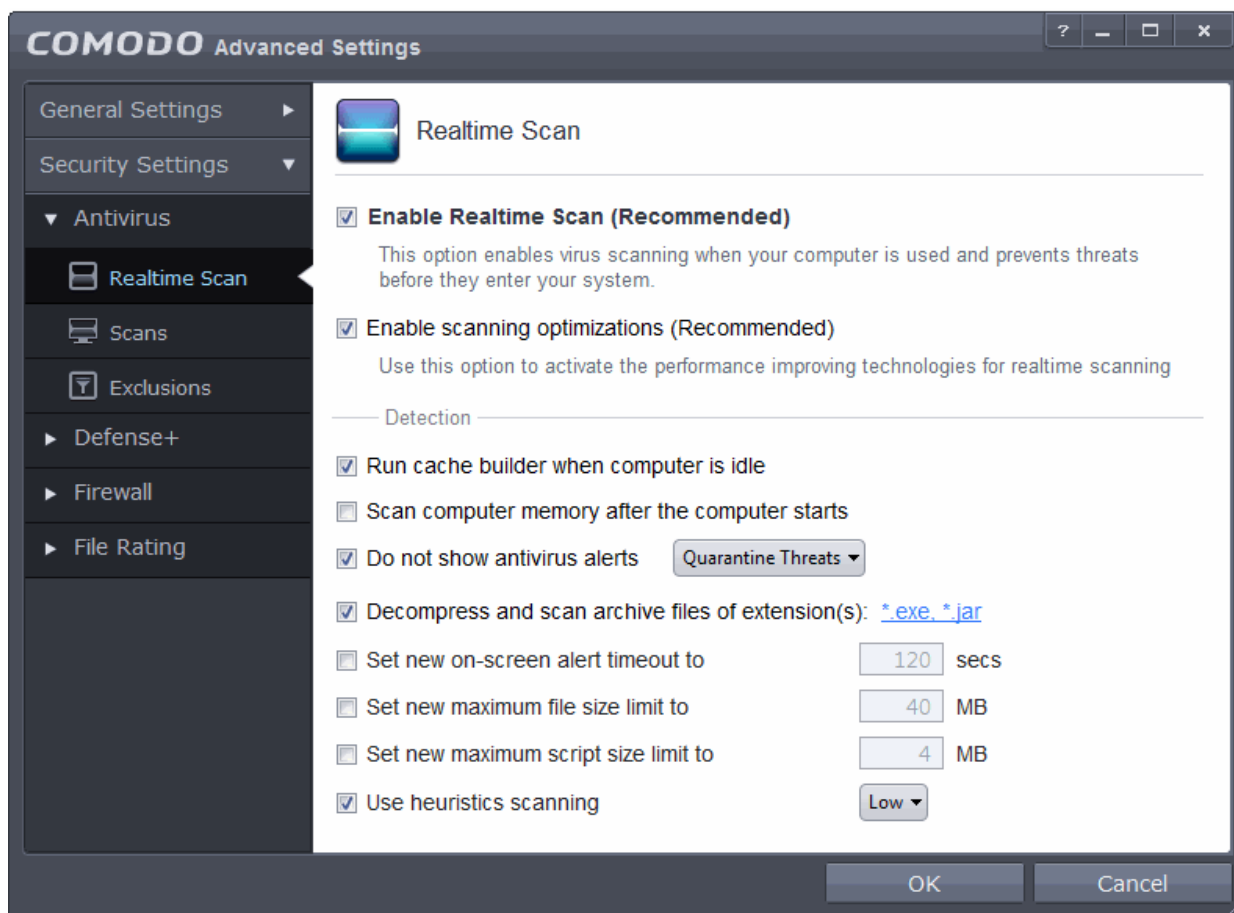 COMODO Advanced Settings
?
General Settings
Security Settings
Antivirus
Realtime Scan
Scans
Exclusions
Defense+
Firewall
File Rating
Realtime Scan
Enable Realtime Scan (Recommended)
This option enables virus scanning when your computer is used and prevents threats
before they enter your system.
Enable scanning optimizations (Recommended)
Use this option to activate the performance improving technologies for realtime scanning
Detection
Run cache builder when computer is idle
Scan computer memory after the computer starts
Do not show antivirus alerts Quarantine Threats
Decompress and scan archive files of extension(s): *.exe, *.jar
Set new on-screen alert timeout to 120 secs
Set new maximum file size limit to 40 MB
Set new maximum script size limit to 4 MB
Use heuristics scanning Low
OK Cancel